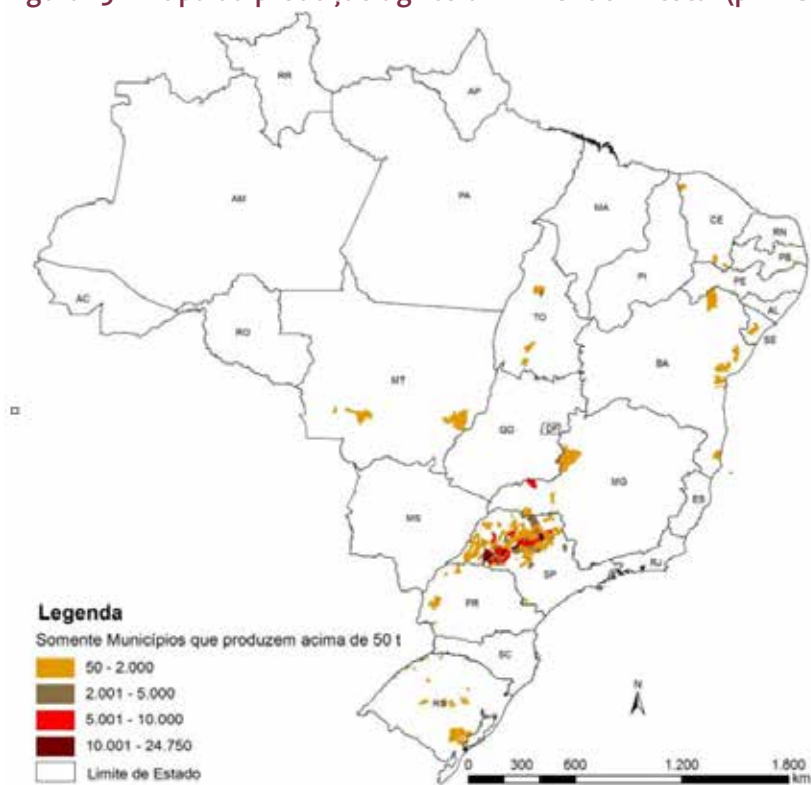 RR
AP
AM
PA
MA
CE
RN
PB
PI
PE
AC
AL
TO
SE
RO
BA
MT
GO
DF
MG
ES
MS
SP
RJ
PR
SC
RS
Legenda
Somente Municípios que produzem acima de 50 t
50 - 2.000
2.001 - 5.000
5.001 - 10.000
10.001 - 24.750
Limite de Estado
N
0 300 600 1.200 1.800
km